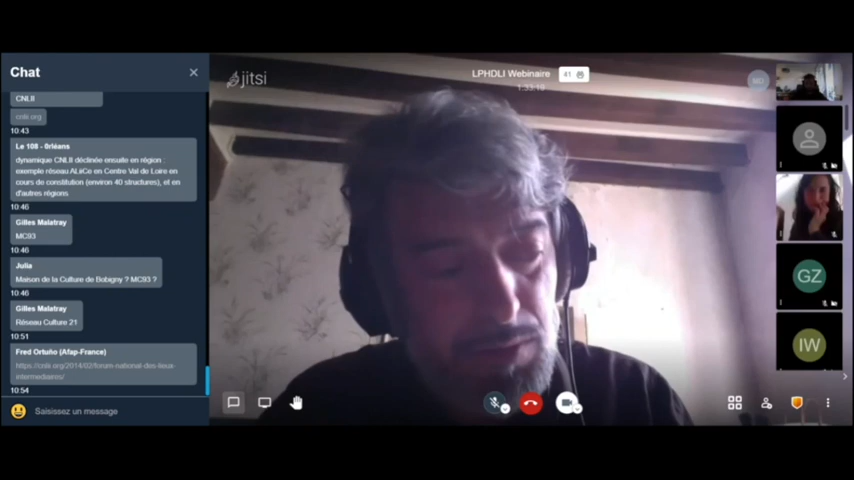 Chat
CNLII
cnlii.org
10:43
Le 108 - Orléans
dynamique CNLII déclinée ensuite en région :
exemple réseau ALiiCe en Centre Val de Loire en
cours de constitution (environ 40 structures), et en
d'autres régions
10:46
Gilles Malatray
MC93
10:46
Julia
Maison de la Culture de Bobigny ? MC93 ?
10:46
Gilles Malatray
Réseau Culture 21
10:51
Fred Ortuño (Afap-France)
https://cnlii.org/2014/02/forum-national-des-lieux-
intermediaires/
10:54
Saisissez un message
jitsi
LPHDLI Webinaire
41
1:33:19
MD
GZ
IW